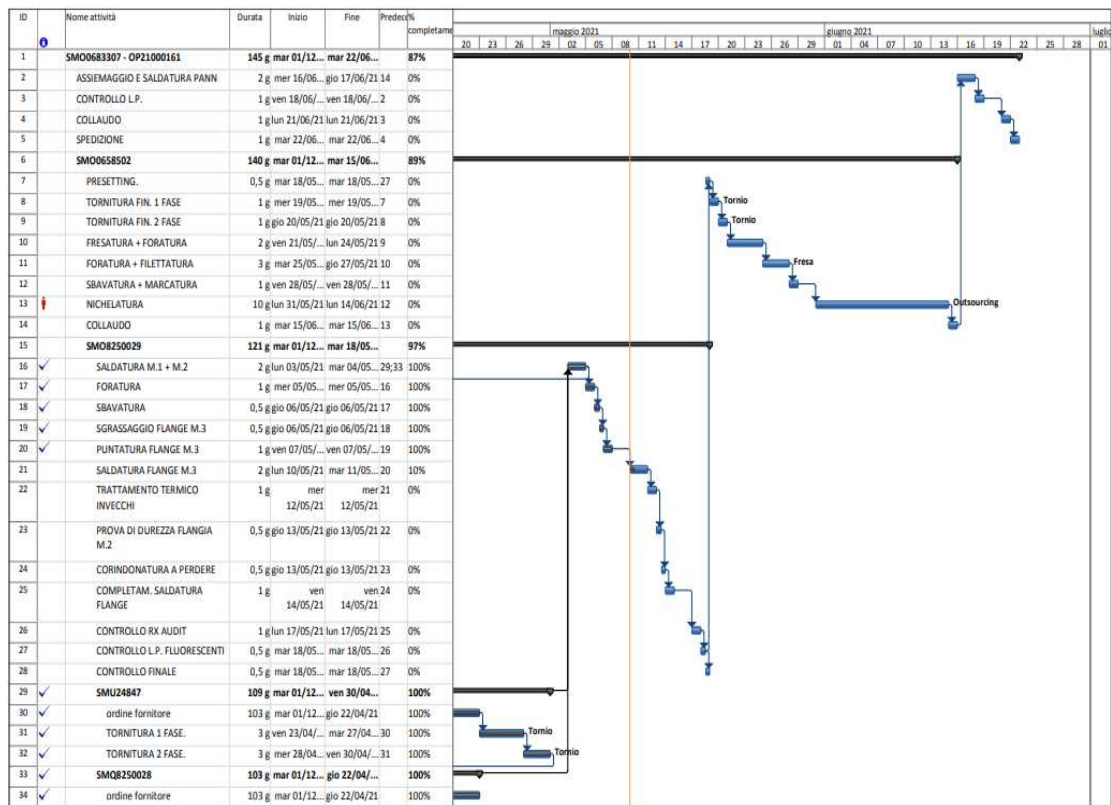 ID Nome attività Durata Inizio Fine Predece % completame
maggio 2021 giugno 2021 luglio
20 23 26 29 02 05 08 11 14 17 20 23 26 29 01 04 07 10 13 16 19 22 25 28 01
1 SMO0683307 - OP21000161 145 g mar 01/12... mar 22/06... 87%
2 ASSIEMAGGIO E SALDATURA PANN 2 g mer 16/06... gio 17/06/21 14 0%
3 CONTROLLO L.P. 1 g ven 18/06/... ven 18/06/... 2 0%
4 COLLAUDO 1 g lun 21/06/21 lun 21/06/21 3 0%
5 SPEDIZIONE 1 g mar 22/06... mar 22/06... 4 0%
6 SMO0658502 140 g mar 01/12... mar 15/06... 89%
7 PRESETTING. 0,5 g mar 18/05... mar 18/05... 27 0%
8 TORNITURA FIN. 1 FASE 1 g mer 19/05... mer 19/05... 7 0% Tornio
9 TORNITURA FIN. 2 FASE 1 g gio 20/05/21 gio 20/05/21 8 0% Tornio
10 FRESATURA + FORATURA 2 g ven 21/05/... lun 24/05/21 9 0%
11 FORATURA + FILETTATURA 3 g mar 25/05... gio 27/05/21 10 0% Fresa
12 SBAVATURA + MARCATURA 1 g ven 28/05/... ven 28/05/... 11 0%
13 NICHELATURA 10 g lun 31/05/21 lun 14/06/21 12 0% Outsourcing
14 COLLAUDO 1 g mar 15/06... mar 15/06... 13 0%
15 SMO8250029 121 g mar 01/12... mar 18/05... 97%
16 SALDATURA M.1 + M.2 2 g lun 03/05/21 mar 04/05... 29;33 100%
17 FORATURA 1 g mer 05/05... mer 05/05... 16 100%
18 SBAVATURA 0,5 g gio 06/05/21 gio 06/05/21 17 100%
19 SGRASSAGGIO FLANGE M.3 0,5 g gio 06/05/21 gio 06/05/21 18 100%
20 PUNTATURA FLANGE M.3 1 g ven 07/05/... ven 07/05/... 19 100%
21 SALDATURA FLANGE M.3 2 g lun 10/05/21 mar 11/05... 20 10%
22 TRATTAMENTO TERMICO 1 g mer mer 21 0%
INVECCHI 12/05/21 12/05/21
23 PROVA DI DUREZZA FLANGIA 0,5 g gio 13/05/21 gio 13/05/21 22 0%
M.2
24 CORINDONATURA A PERDERE 0,5 g gio 13/05/21 gio 13/05/21 23 0%
25 COMPLETAM. SALDATURA 1 g ven ven 24 0%
FLANGE 14/05/21 14/05/21
26 CONTROLLO RX AUDIT 1 g lun 17/05/21 lun 17/05/21 25 0%
27 CONTROLLO L.P. FLUORESCENTI 0,5 g mar 18/05... mar 18/05... 26 0%
28 CONTROLLO FINALE 0,5 g mar 18/05... mar 18/05... 27 0%
29 SMU24847 109 g mar 01/12... ven 30/04... 100%
30 ordine fornitore 103 g mar 01/12... gio 22/04/21 100%
31 TORNITURA 1 FASE. 3 g ven 23/04/... mar 27/04... 30 100% Tornio
32 TORNITURA 2 FASE. 3 g mer 28/04... ven 30/04/... 31 100% Tornio
33 SMQ8250028 103 g mar 01/12... gio 22/04/... 100%
34 ordine fornitore 103 g mar 01/12... gio 22/04/21 100%